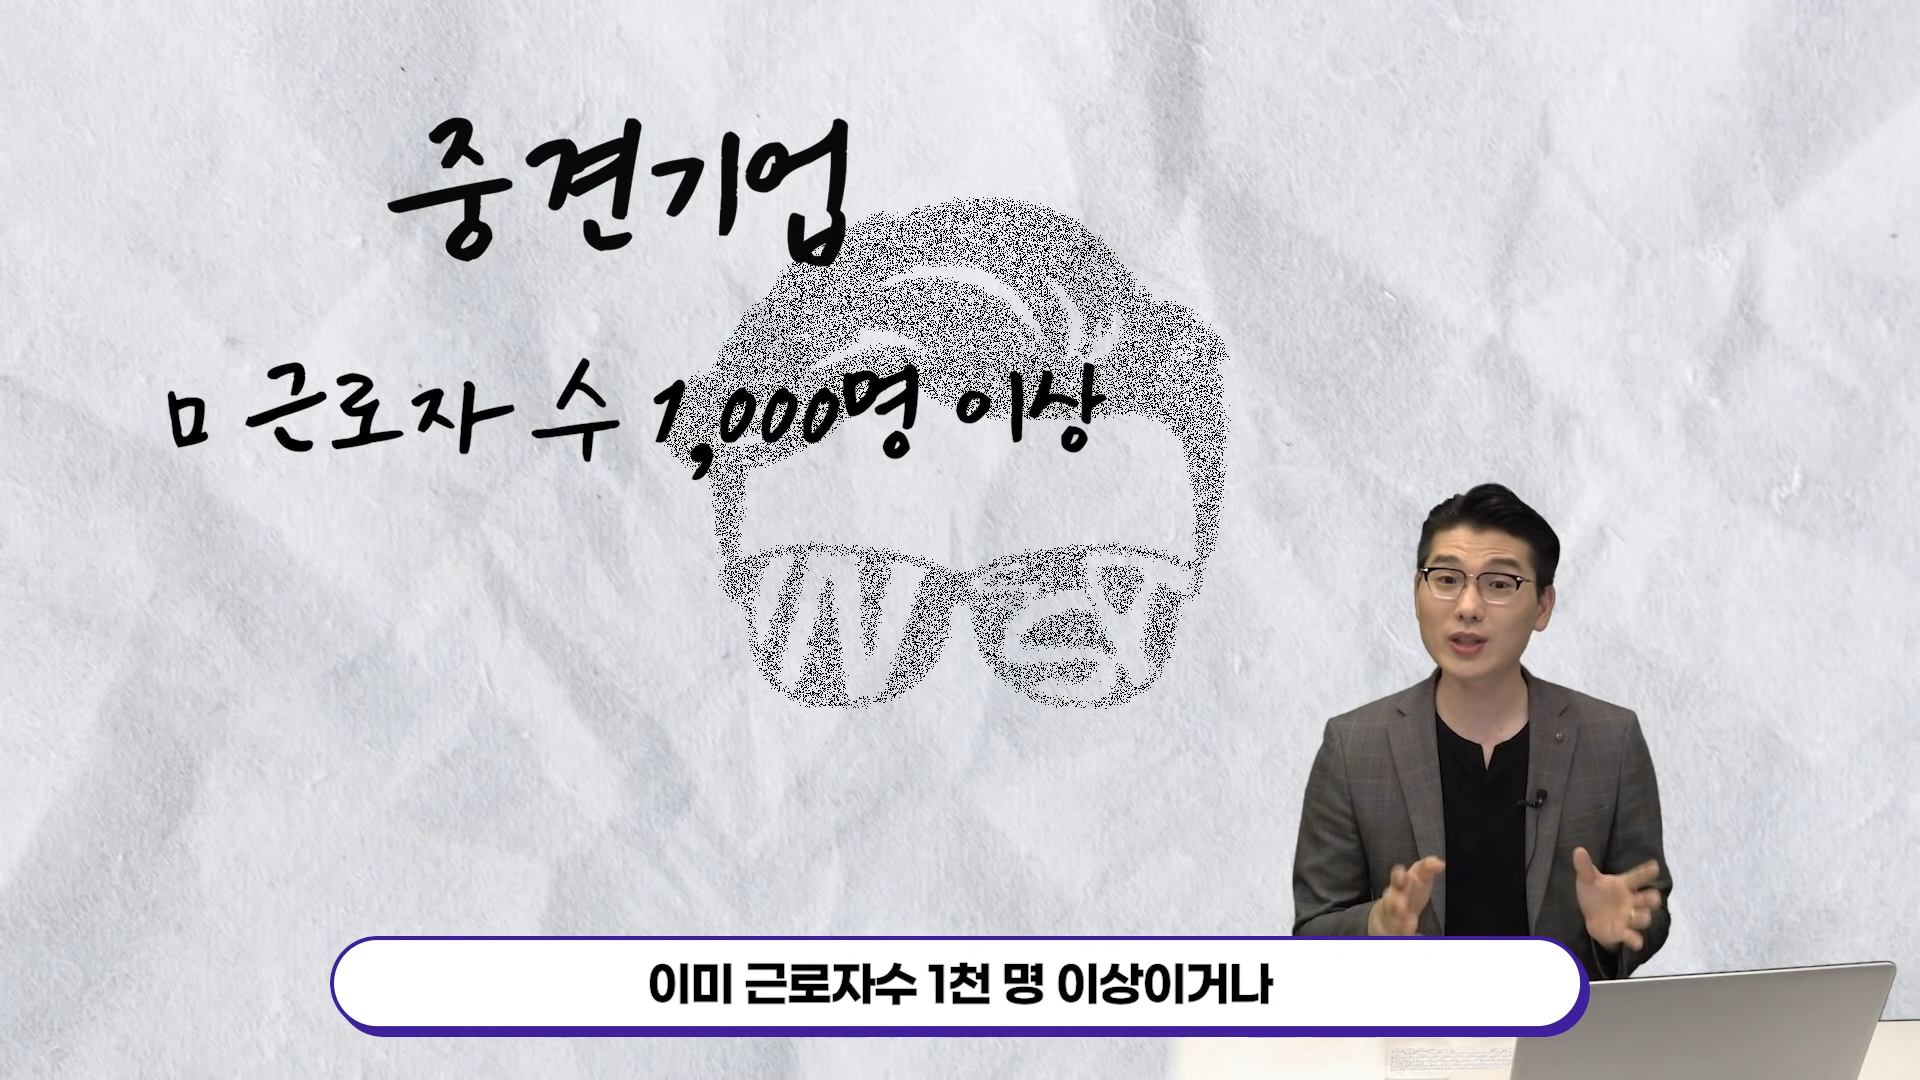 중견기업
ㅁ 근로자 수 1,000명 이상
이미 근로자수 1천 명 이상이거나